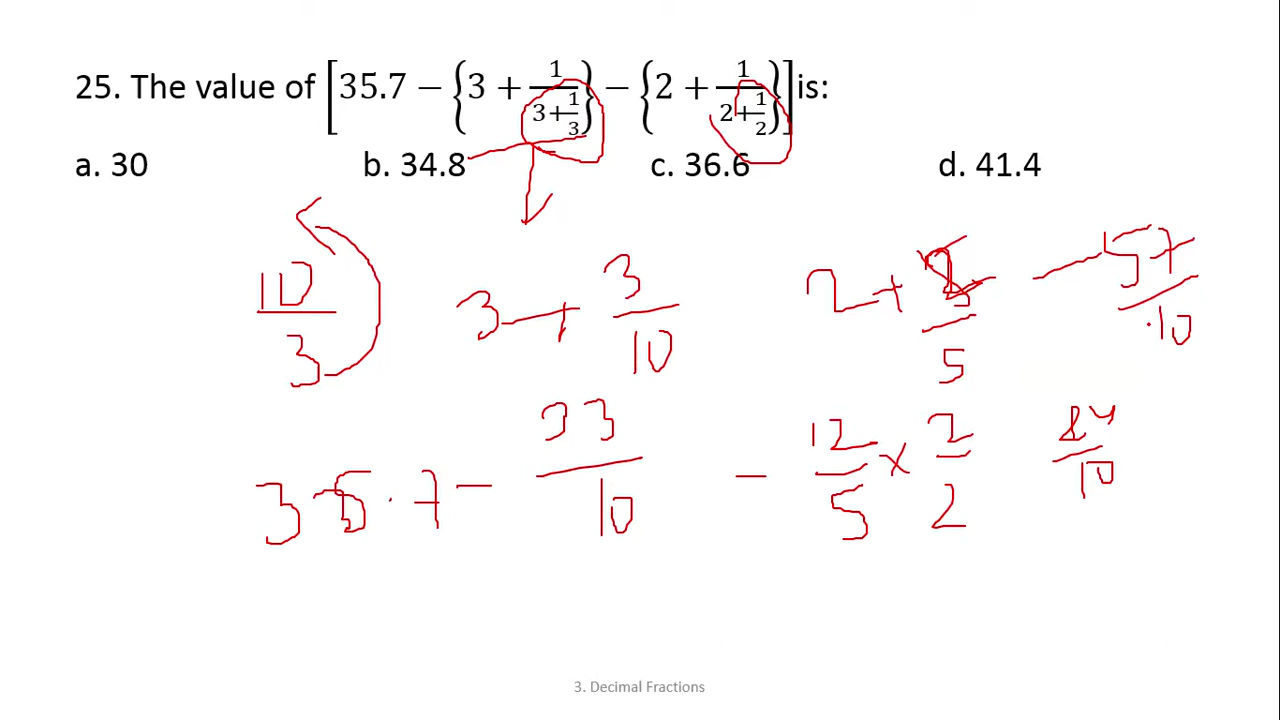 25. The value of [35.7 − {3 + 1/(3+1/3)} − {2 + 1/(2+1/2)}] is:
a. 30 b. 34.8 c. 36.6 d. 41.4
10/3 3 + 3/10 2 + /5 − 57/10
35.7 − 33/10 − 12/5 × 2/2 /10
3. Decimal Fractions